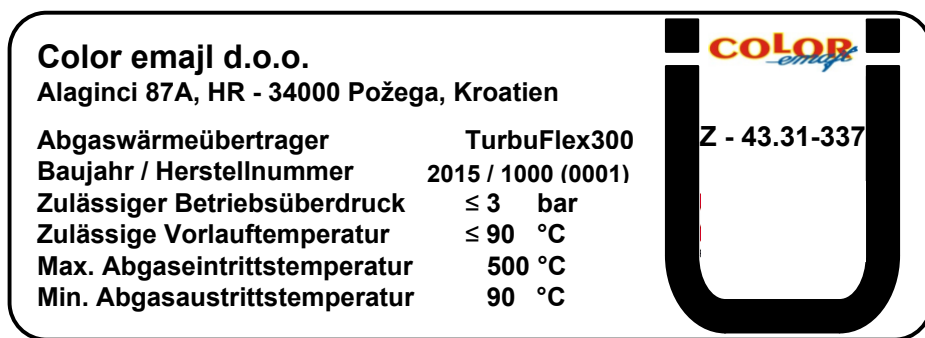 Color emajl d.o.o.
Alaginci 87A, HR - 34000 Požega, Kroatien
Abgaswärmeübertrager TurbuFlex300
Baujahr / Herstellnummer 2015 / 1000 (0001)
Zulässiger Betriebsüberdruck ≤ 3 bar
Zulässige Vorlauftemperatur ≤ 90 °C
Max. Abgaseintrittstemperatur 500 °C
Min. Abgasaustrittstemperatur 90 °C
COLOR
emajl
Z - 43.31-337